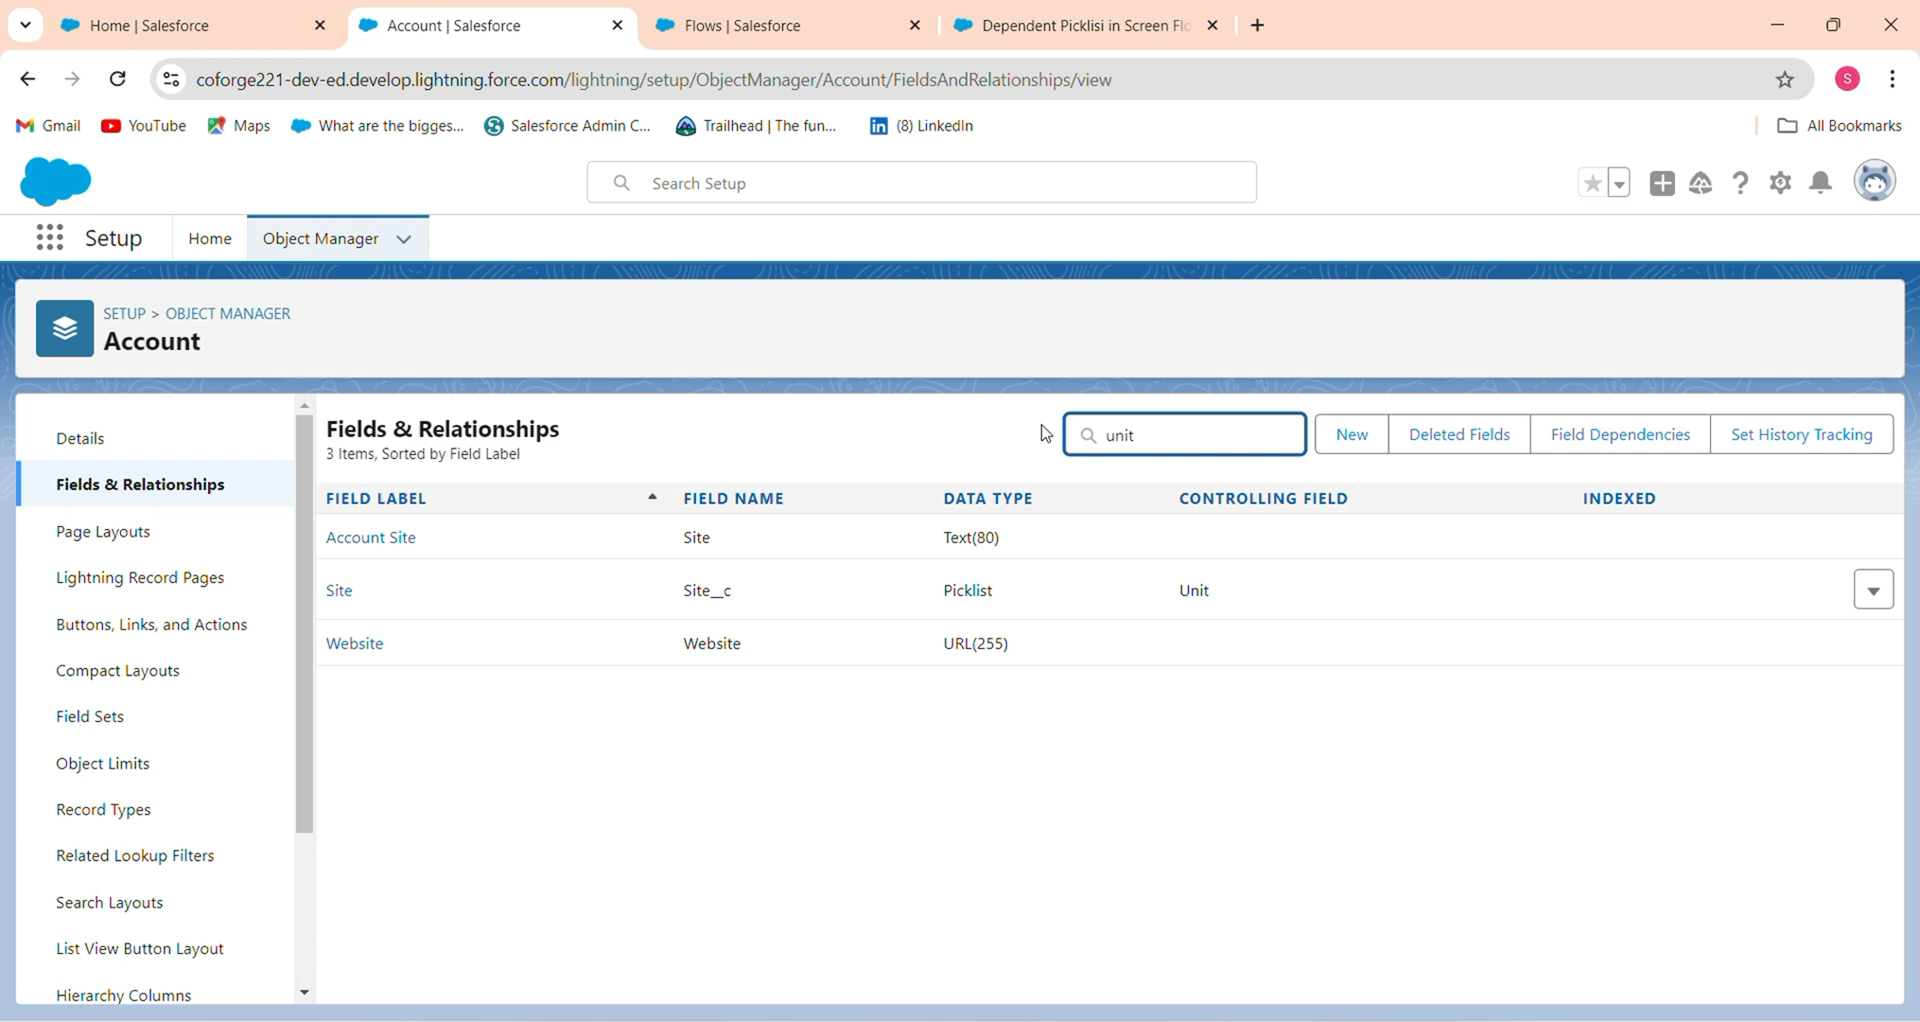 Home | Salesforce
Account | Salesforce
Flows | Salesforce
Dependent Picklisi in Screen Flo
coforge221-dev-ed.develop.lightning.force.com/lightning/setup/ObjectManager/Account/FieldsAndRelationships/view
S
Gmail
YouTube
Maps
What are the bigges...
Salesforce Admin C...
Trailhead | The fun...
(8) LinkedIn
All Bookmarks
Search Setup
Setup
Home
Object Manager
SETUP > OBJECT MANAGER
Account
Details
Fields & Relationships
Page Layouts
Lightning Record Pages
Buttons, Links, and Actions
Compact Layouts
Field Sets
Object Limits
Record Types
Related Lookup Filters
Search Layouts
List View Button Layout
Hierarchy Columns
Fields & Relationships
3 Items, Sorted by Field Label
unit
New
Deleted Fields
Field Dependencies
Set History Tracking
FIELD LABEL FIELD NAME DATA TYPE CONTROLLING FIELD INDEXED
Account Site Site Text(80)
Site Site__c Picklist Unit
Website Website URL(255)